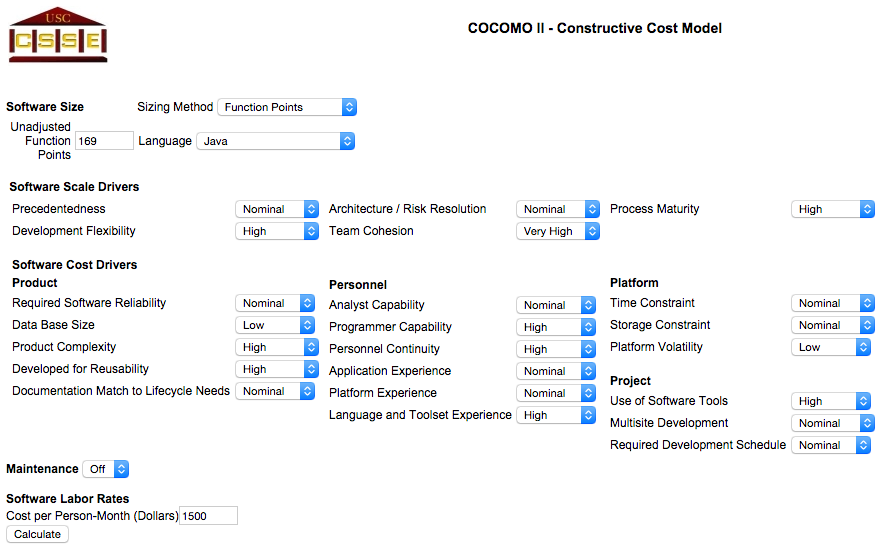 USC
CSSE
COCOMO II - Constructive Cost Model
Software Size Sizing Method Function Points
Unadjusted
Function
Points 169 Language Java
Software Scale Drivers
Precedentedness Nominal Architecture / Risk Resolution Nominal Process Maturity High
Development Flexibility High Team Cohesion Very High
Software Cost Drivers
Product
Required Software Reliability Nominal
Data Base Size Low
Product Complexity High
Developed for Reusability High
Documentation Match to Lifecycle Needs Nominal
Personnel
Analyst Capability Nominal
Programmer Capability High
Personnel Continuity High
Application Experience Nominal
Platform Experience Nominal
Language and Toolset Experience High
Platform
Time Constraint Nominal
Storage Constraint Nominal
Platform Volatility Low
Project
Use of Software Tools High
Multisite Development Nominal
Required Development Schedule Nominal
Maintenance Off
Software Labor Rates
Cost per Person-Month (Dollars) 1500
Calculate